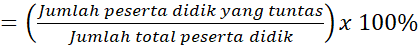 = (Jumlah peserta didik yang tuntas / Jumlah total peserta didik) x 100%